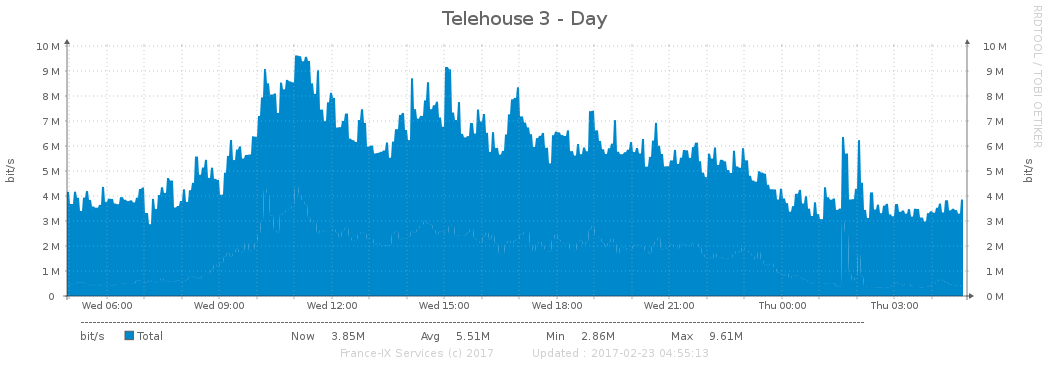 Telehouse 3 - Day
RRDTOOL / TOBI OETIKER
bit/s
10 M
9 M
8 M
7 M
6 M
5 M
4 M
3 M
2 M
1 M
0
10 M
9 M
8 M
7 M
6 M
5 M
4 M
3 M
2 M
1 M
0 M
bit/s
Wed 06:00 Wed 09:00 Wed 12:00 Wed 15:00 Wed 18:00 Wed 21:00 Thu 00:00 Thu 03:00
bit/s Total Now 3.85M Avg 5.51M Min 2.86M Max 9.61M
France-IX Services (c) 2017 Updated : 2017-02-23 04:55:13